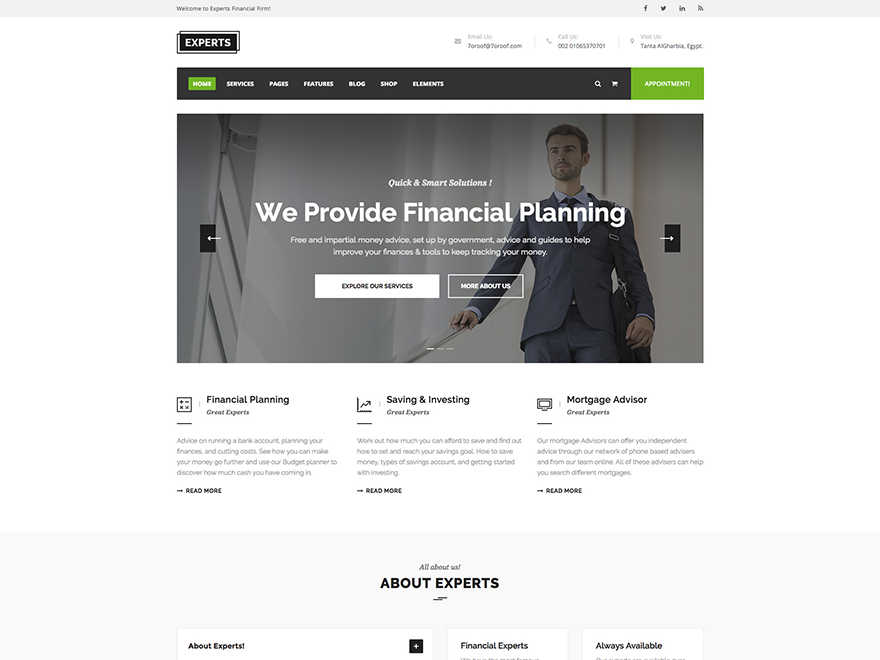 Welcome to Experts Financial Firm!
EXPERTS
Email Us:
7oroof@7oroof.com
Call Us:
002 01065370701
Visit Us:
Tanta AlGharbia, Egypt.
HOME SERVICES PAGES FEATURES BLOG SHOP ELEMENTS
APPOINTMENT!
Quick & Smart Solutions !
We Provide Financial Planning
Free and impartial money advice, set up by government, advice and guides to help
improve your finances & tools to keep tracking your money.
EXPLORE OUR SERVICES
MORE ABOUT US
Financial Planning
Great Experts
Advice on running a bank account, planning your
finances, and cutting costs. See how you can make
your money go further and use our Budget planner to
discover how much cash you have coming in.
READ MORE
Saving & Investing
Great Experts
Work out how much you can afford to save and find out
how to set and reach your savings goal. How to save
money, types of savings account, and getting started
with investing.
READ MORE
Mortgage Advisor
Great Experts
Our mortgage Advisors can offer you independent
advice through our network of phone based advisers
and from our team online. All of these advisers can help
you search different mortgages.
READ MORE
All about us!
ABOUT EXPERTS
About Experts!
Financial Experts
Always Available